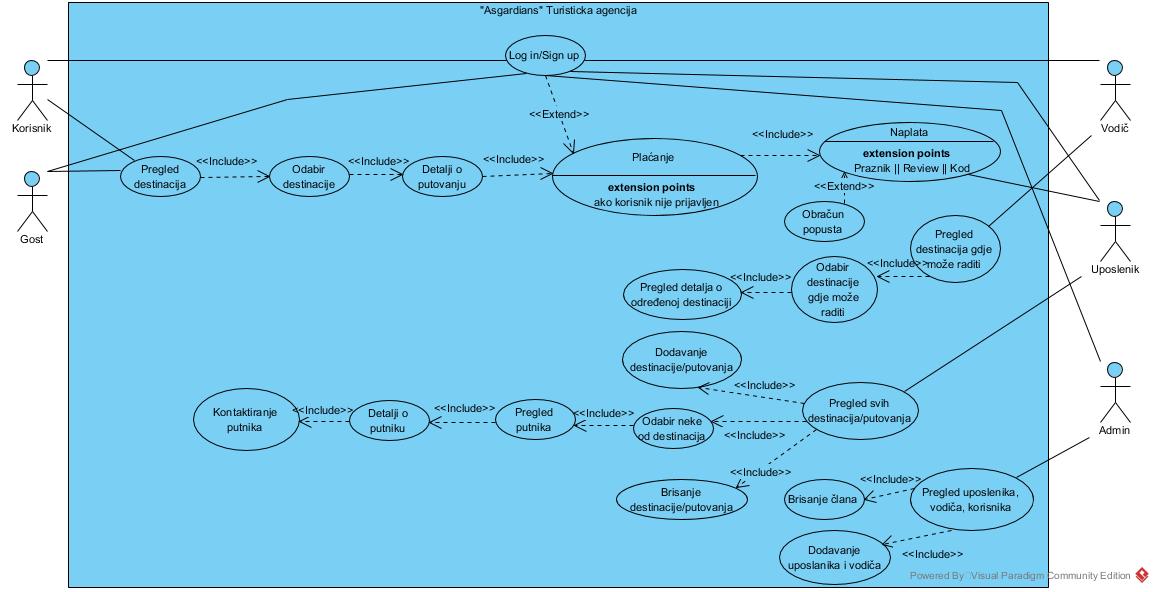 "Asgardians" Turisticka agencija
Log in/Sign up
Korisnik
Vodič
<<Extend>>
Gost
Pregled
destinacija
<<Include>>
Odabir
destinacije
<<Include>>
Detalji o
putovanju
<<Include>>
Plaćanje
extension points
ako korisnik nije prijavljen
<<Include>>
Naplata
extension points
Praznik || Review || Kod
<<Extend>>
Obračun
popusta
Uposlenik
Pregled
destinacija gdje
može raditi
<<Include>>
Odabir
destinacije
gdje može
raditi
<<Include>>
Pregled detalja o
određenoj destinaciji
Dodavanje
destinacije/putovanja
<<Include>>
Pregled svih
destinacija/putovanja
<<Include>>
Odabir neke
od destinacija
<<Include>>
Pregled
putnika
<<Include>>
Detalji o
putniku
<<Include>>
Kontaktiranje
putnika
<<Include>>
Brisanje
destinacije/putovanja
Admin
Pregled uposlenika,
vodiča, korisnika
<<Include>>
Brisanje člana
<<Include>>
Dodavanje
uposlanika i vodiča
Powered By Visual Paradigm Community Edition